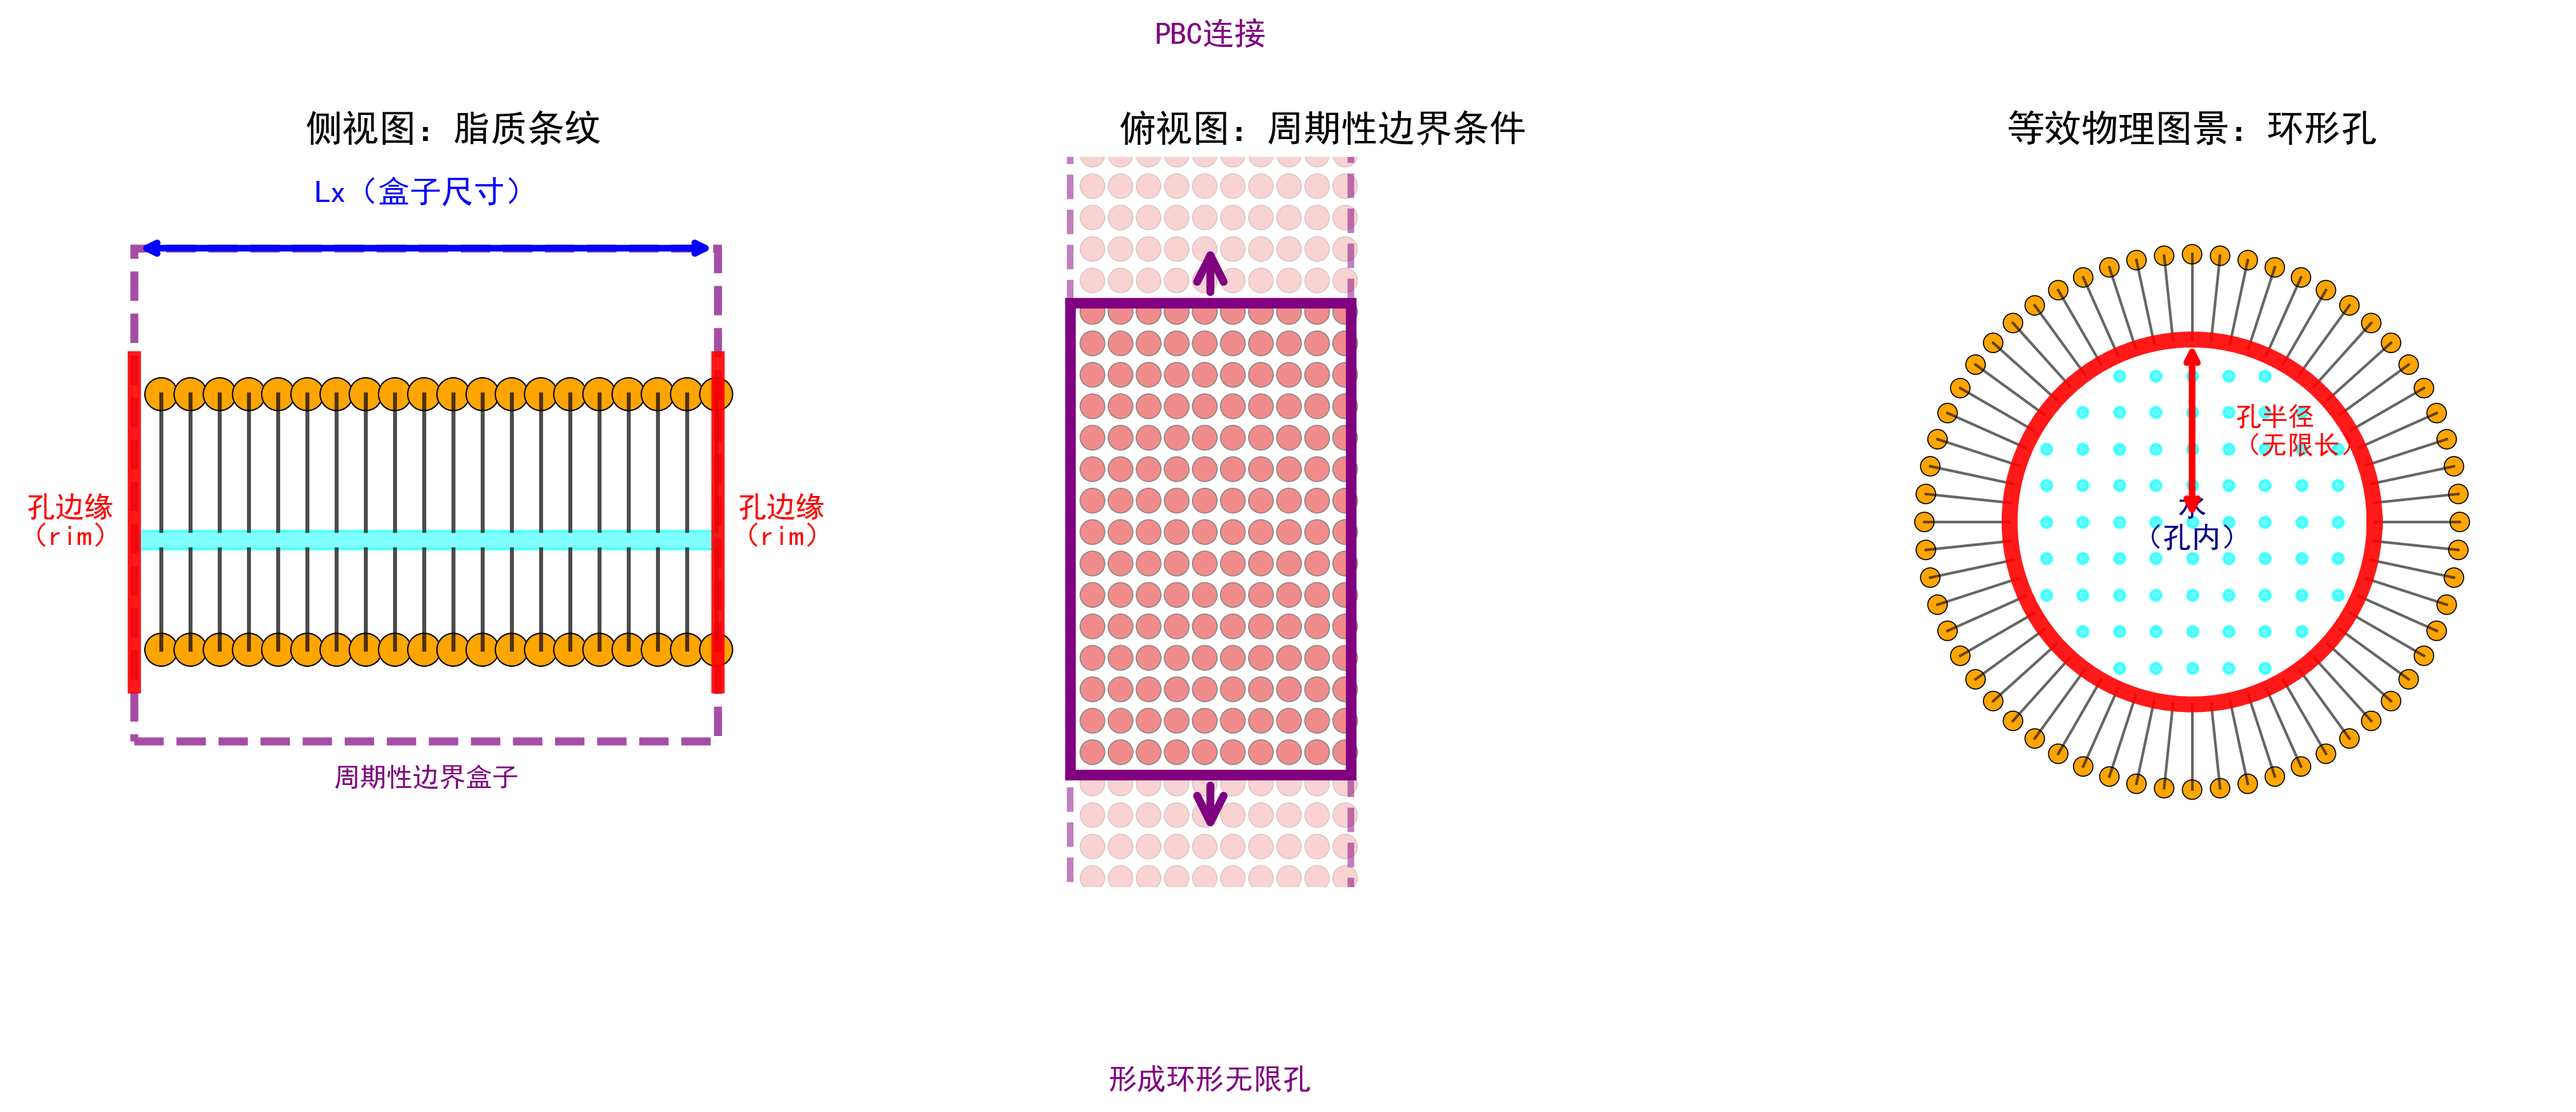 PBC连接
侧视图：脂质条纹
俯视图：周期性边界条件
等效物理图景：环形孔
Lx（盒子尺寸）
孔边缘
（rim）
孔边缘
（rim）
周期性边界盒子
孔半径
（无限长）
水
（孔内）
形成环形无限孔